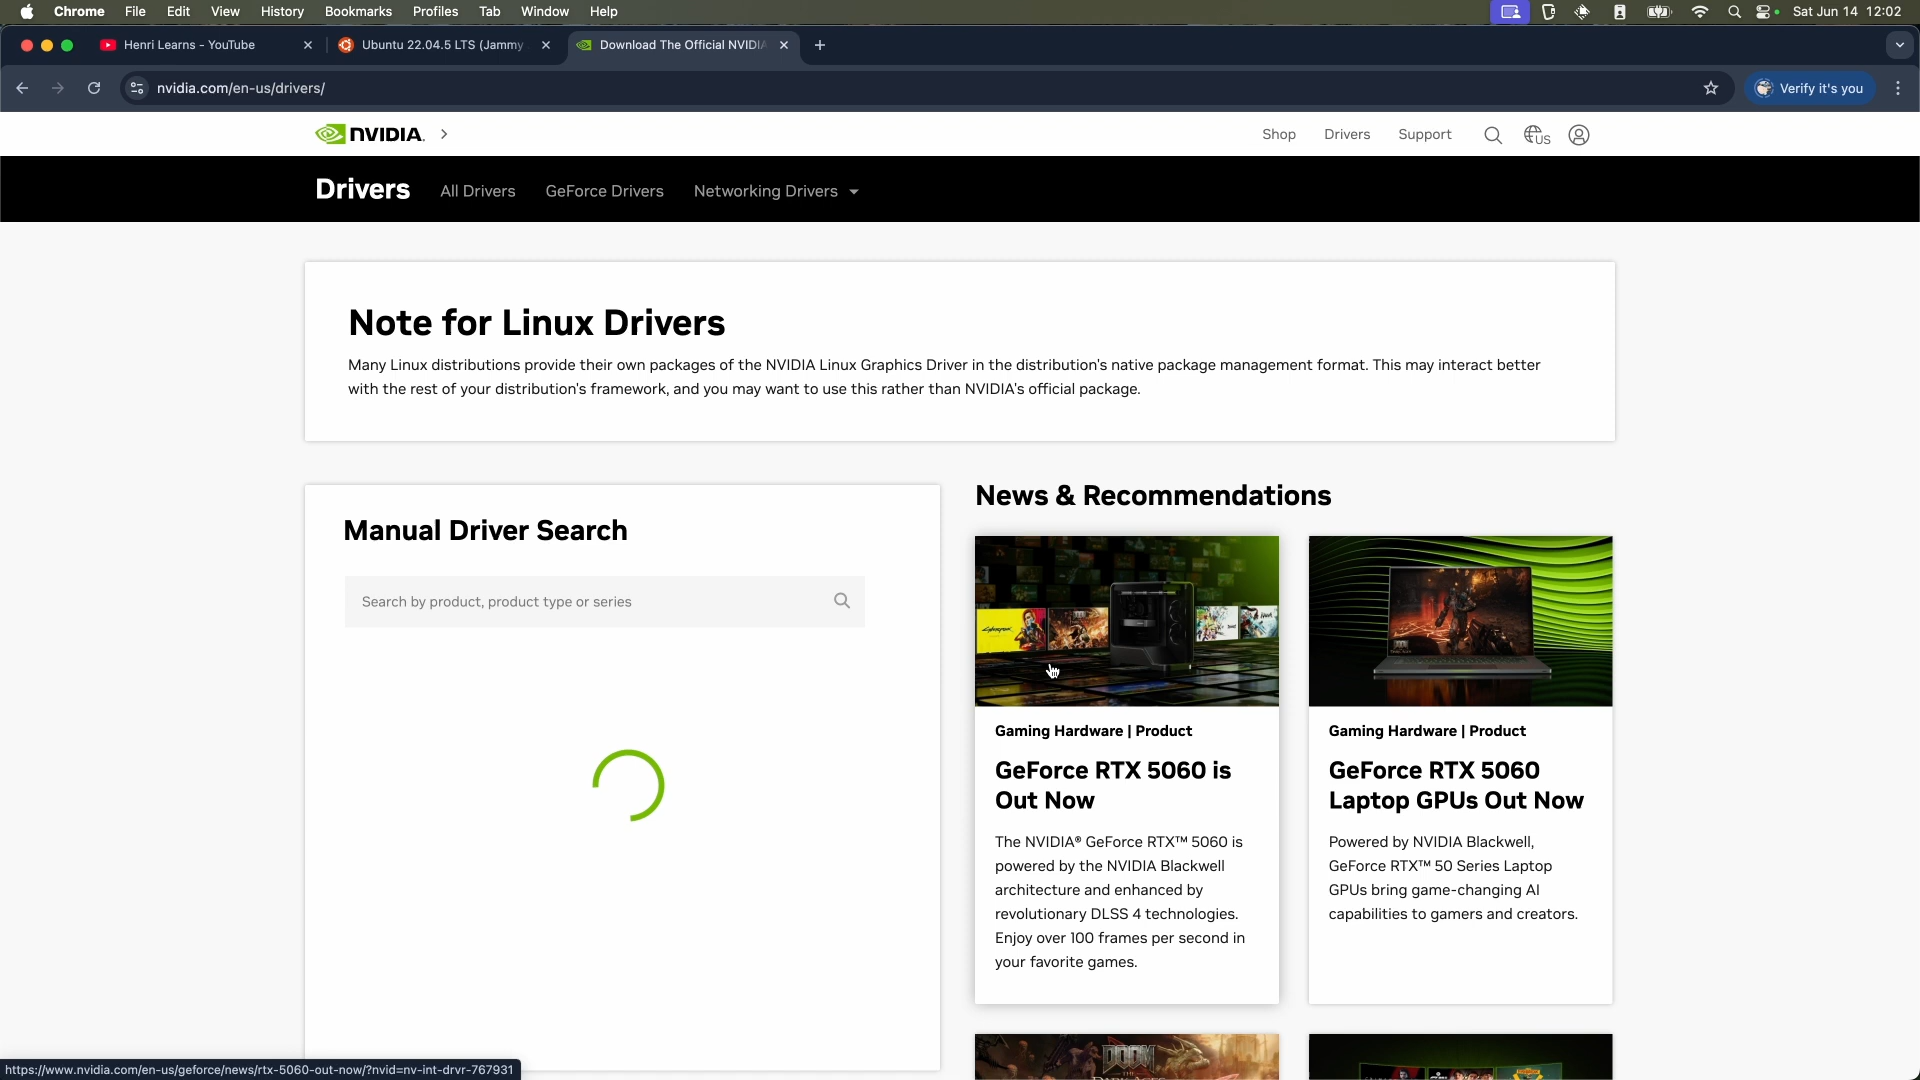 Chrome File Edit View History Bookmarks Profiles Tab Window Help Sat Jun 14 12:02
Henri Learns - YouTube
Ubuntu 22.04.5 LTS (Jammy
Download The Official NVIDIA
nvidia.com/en-us/drivers/
Verify it's you
NVIDIA.
Shop Drivers Support US
Drivers All Drivers GeForce Drivers Networking Drivers
Note for Linux Drivers
Many Linux distributions provide their own packages of the NVIDIA Linux Graphics Driver in the distribution's native package management format. This may interact better
with the rest of your distribution's framework, and you may want to use this rather than NVIDIA's official package.
Manual Driver Search
Search by product, product type or series
News & Recommendations
Gaming Hardware | Product
GeForce RTX 5060 is
Out Now
The NVIDIA® GeForce RTX™ 5060 is
powered by the NVIDIA Blackwell
architecture and enhanced by
revolutionary DLSS 4 technologies.
Enjoy over 100 frames per second in
your favorite games.
Gaming Hardware | Product
GeForce RTX 5060
Laptop GPUs Out Now
Powered by NVIDIA Blackwell,
GeForce RTX™ 50 Series Laptop
GPUs bring game-changing AI
capabilities to gamers and creators.
DOOM
https://www.nvidia.com/en-us/geforce/news/rtx-5060-out-now/?nvid=nv-int-drvr-767931